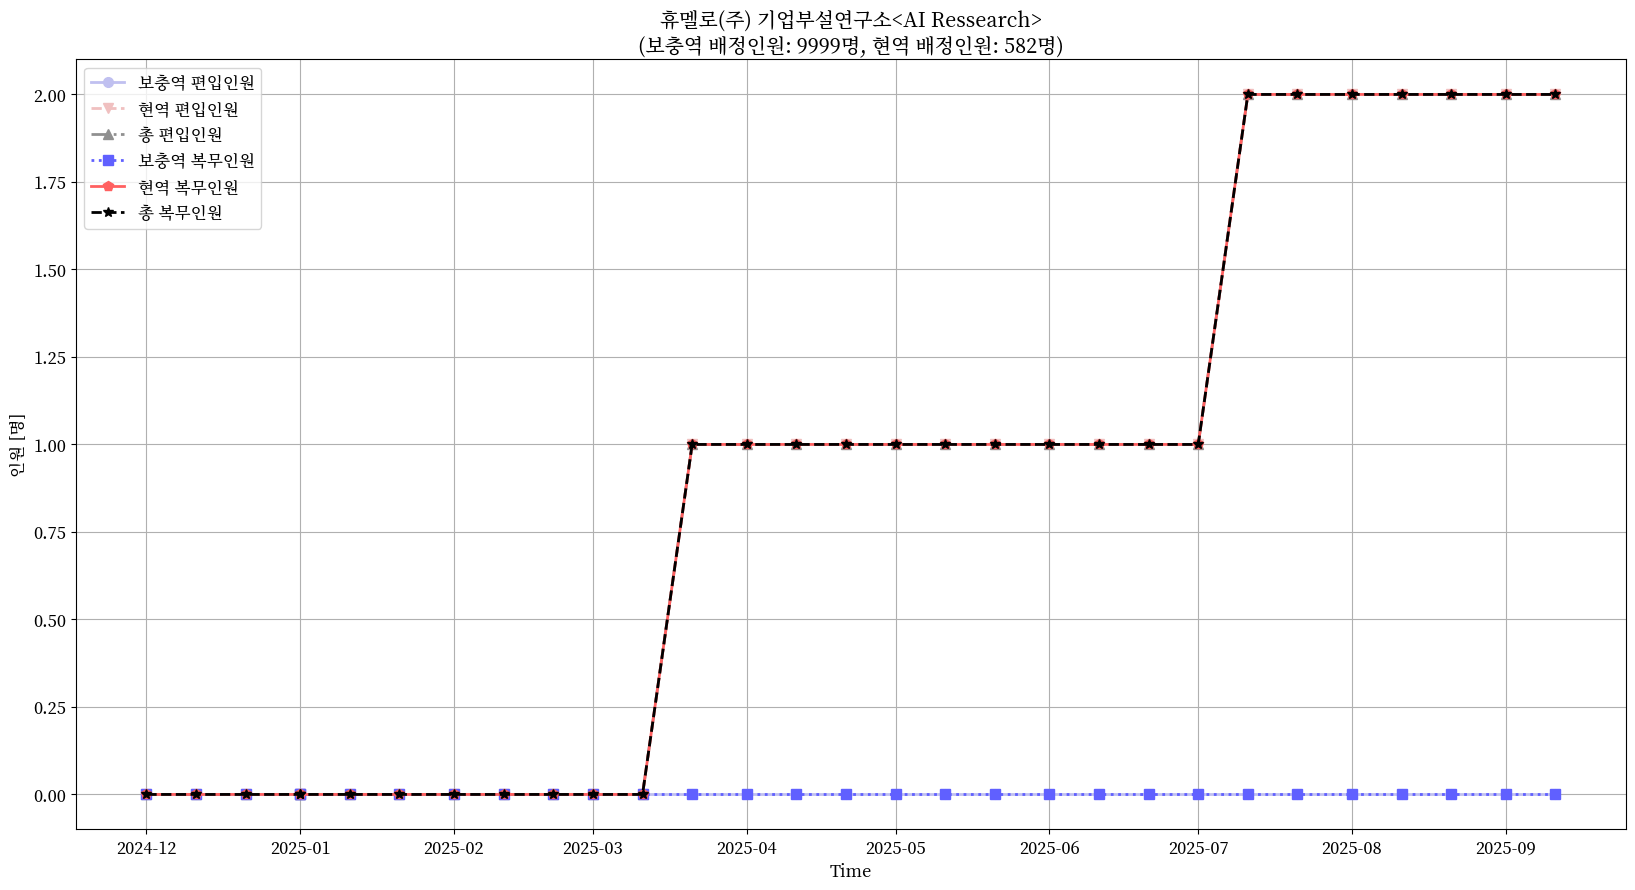 휴멜로(주) 기업부설연구소<AI Ressearch>
(보충역 배정인원: 9999명, 현역 배정인원: 582명)
보충역 편입인원
현역 편입인원
총 편입인원
보충역 복무인원
현역 복무인원
총 복무인원
2.00
1.75
1.50
1.25
1.00
0.75
0.50
0.25
0.00
인원 [명]
2024-12 2025-01 2025-02 2025-03 2025-04 2025-05 2025-06 2025-07 2025-08 2025-09
Time